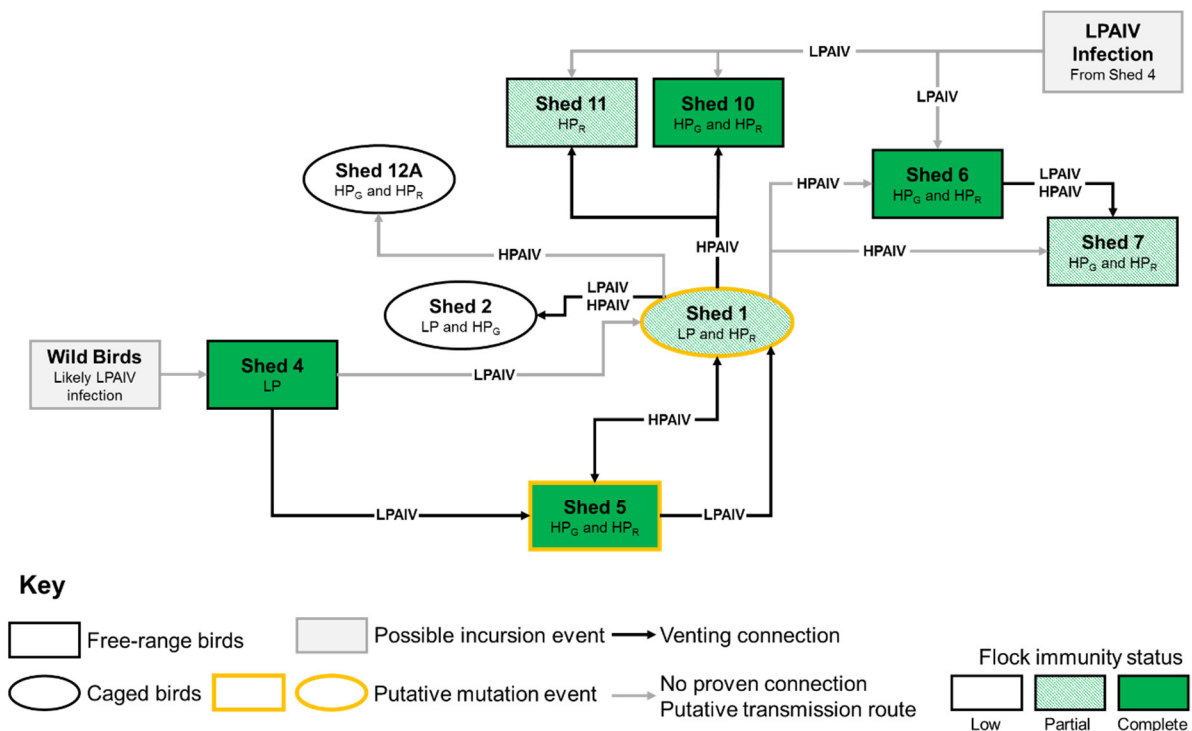 LPAIV
Infection
From Shed 4
LPAIV
LPAIV
Shed 11
HPR
Shed 10
HPG and HPR
Shed 12A
HPG and HPR
HPAIV
Shed 6
HPG and HPR
LPAIV
HPAIV
HPAIV
HPAIV
Shed 7
HPG and HPR
HPAIV
LPAIV
HPAIV
Shed 2
LP and HPG
Shed 1
LP and HPR
Wild Birds
Likely LPAIV
infection
Shed 4
LP
LPAIV
HPAIV
LPAIV
Shed 5
HPG and HPR
LPAIV
Key
Free-range birds
Possible incursion event
Venting connection
Caged birds
Putative mutation event
No proven connection
Putative transmission route
Flock immunity status
Low
Partial
Complete